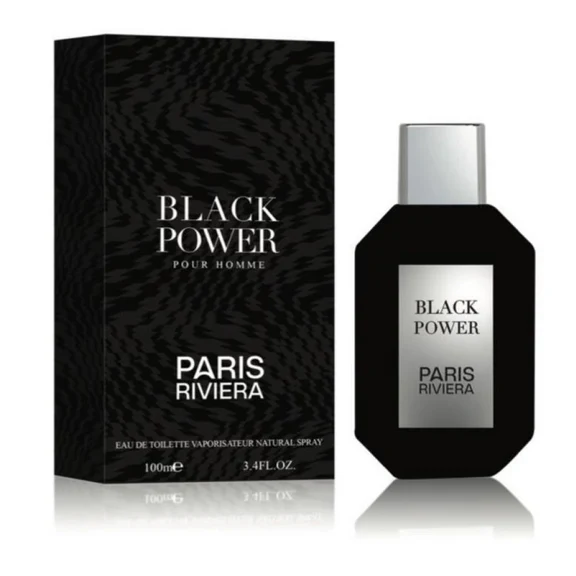 BLACK
POWER
POUR HOMME
PARIS
RIVIERA
EAU DE TOILETTE VAPORISATEUR NATURAL SPRAY
100ml℮ 3.4FL.OZ.
BLACK
POWER
PARIS
RIVIERA